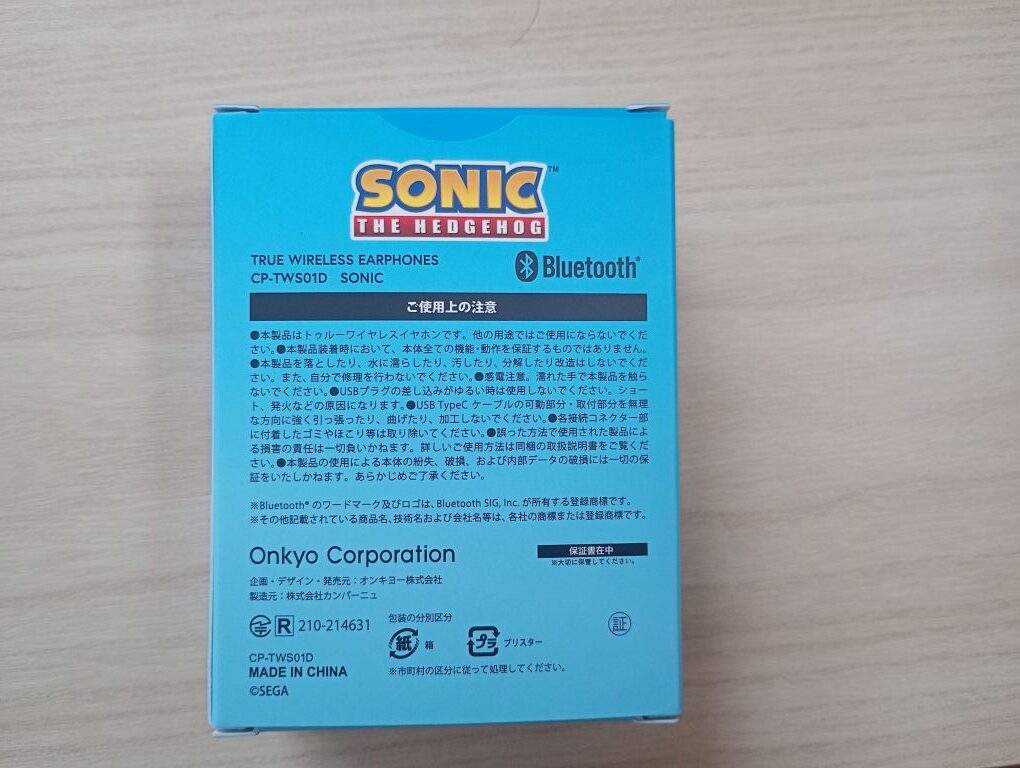 SONIC™
THE HEDGEHOG
TRUE WIRELESS EARPHONES
CP-TWS01D SONIC
Bluetooth®
ご使用上の注意
●本製品はトゥルーワイヤレスイヤホンです。他の用途ではご使用にならないでくだ
さい。●本製品装着時において、本体全ての機能・動作を保証するものではありません。
●本製品を落としたり、水に濡らしたり、汚したり、分解したり改造はしないでくだ
さい。また、自分で修理を行わないでください。●感電注意。濡れた手で本製品を触ら
ないでください。●USBプラグの差し込みがゆるい時は使用しないでください。ショー
ト、発火などの原因になります。●USB TypeC ケーブルの可動部分・取付部分を無理
な方向に強く引っ張ったり、曲げたり、加工しないでください。●各接続コネクター部
に付着したゴミやほこり等は取り除いてください。●誤った方法で使用された製品によ
る損害の責任は一切負いかねます。詳しいご使用方法は同梱の取扱説明書をご覧くだ
さい。●本製品の使用による本体の紛失、破損、および内部データの破損には一切の保
証をいたしかねます。あらかじめご了承ください。
※Bluetooth® のワードマーク及びロゴは、Bluetooth SIG, Inc. が所有する登録商標です。
※その他記載されている商品名、技術名および会社名等は、各社の商標または登録商標です。
Onkyo Corporation
保証書在中
※大切に保管してください。
企画・デザイン・発売元：オンキヨー株式会社
製造元：株式会社カンパーニュ
R 210-214631
包装の分別区分
紙 箱
プラ ブリスター
証
※市町村の区分に従って処理してください。
CP-TWS01D
MADE IN CHINA
©SEGA